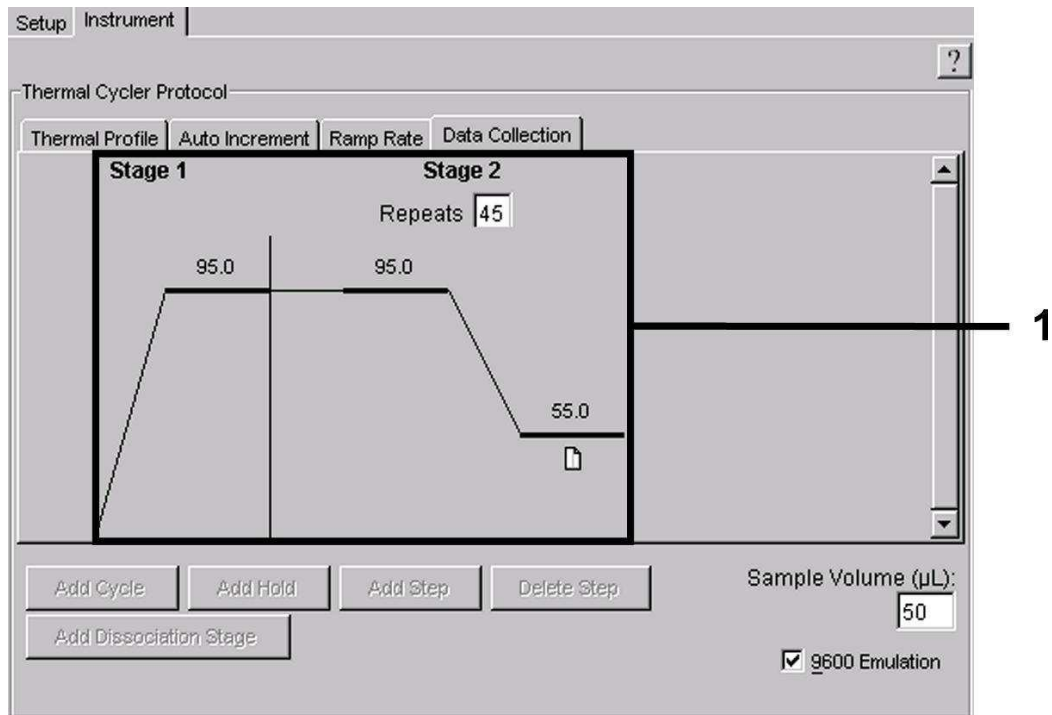 Setup Instrument
?
Thermal Cycler Protocol
Thermal Profile Auto Increment Ramp Rate Data Collection
Stage 1 Stage 2
Repeats 45
95.0 95.0
1
55.0
Add Cycle Add Hold Add Step Delete Step
Sample Volume (µL):
50
Add Dissociation Stage
9600 Emulation